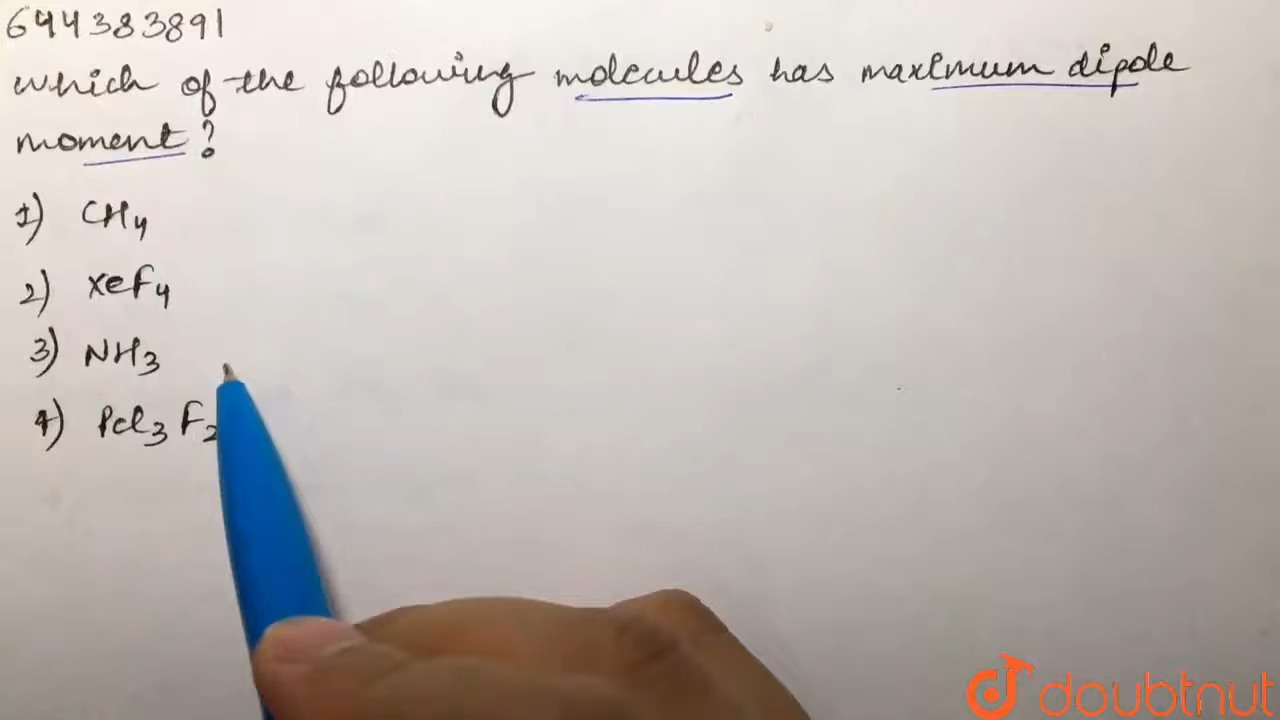 644383891
which of the following molecules has maximum dipole
moment?
1) CH4
2) XeF4
3) NH3
4) PCl3F2
doubtnut